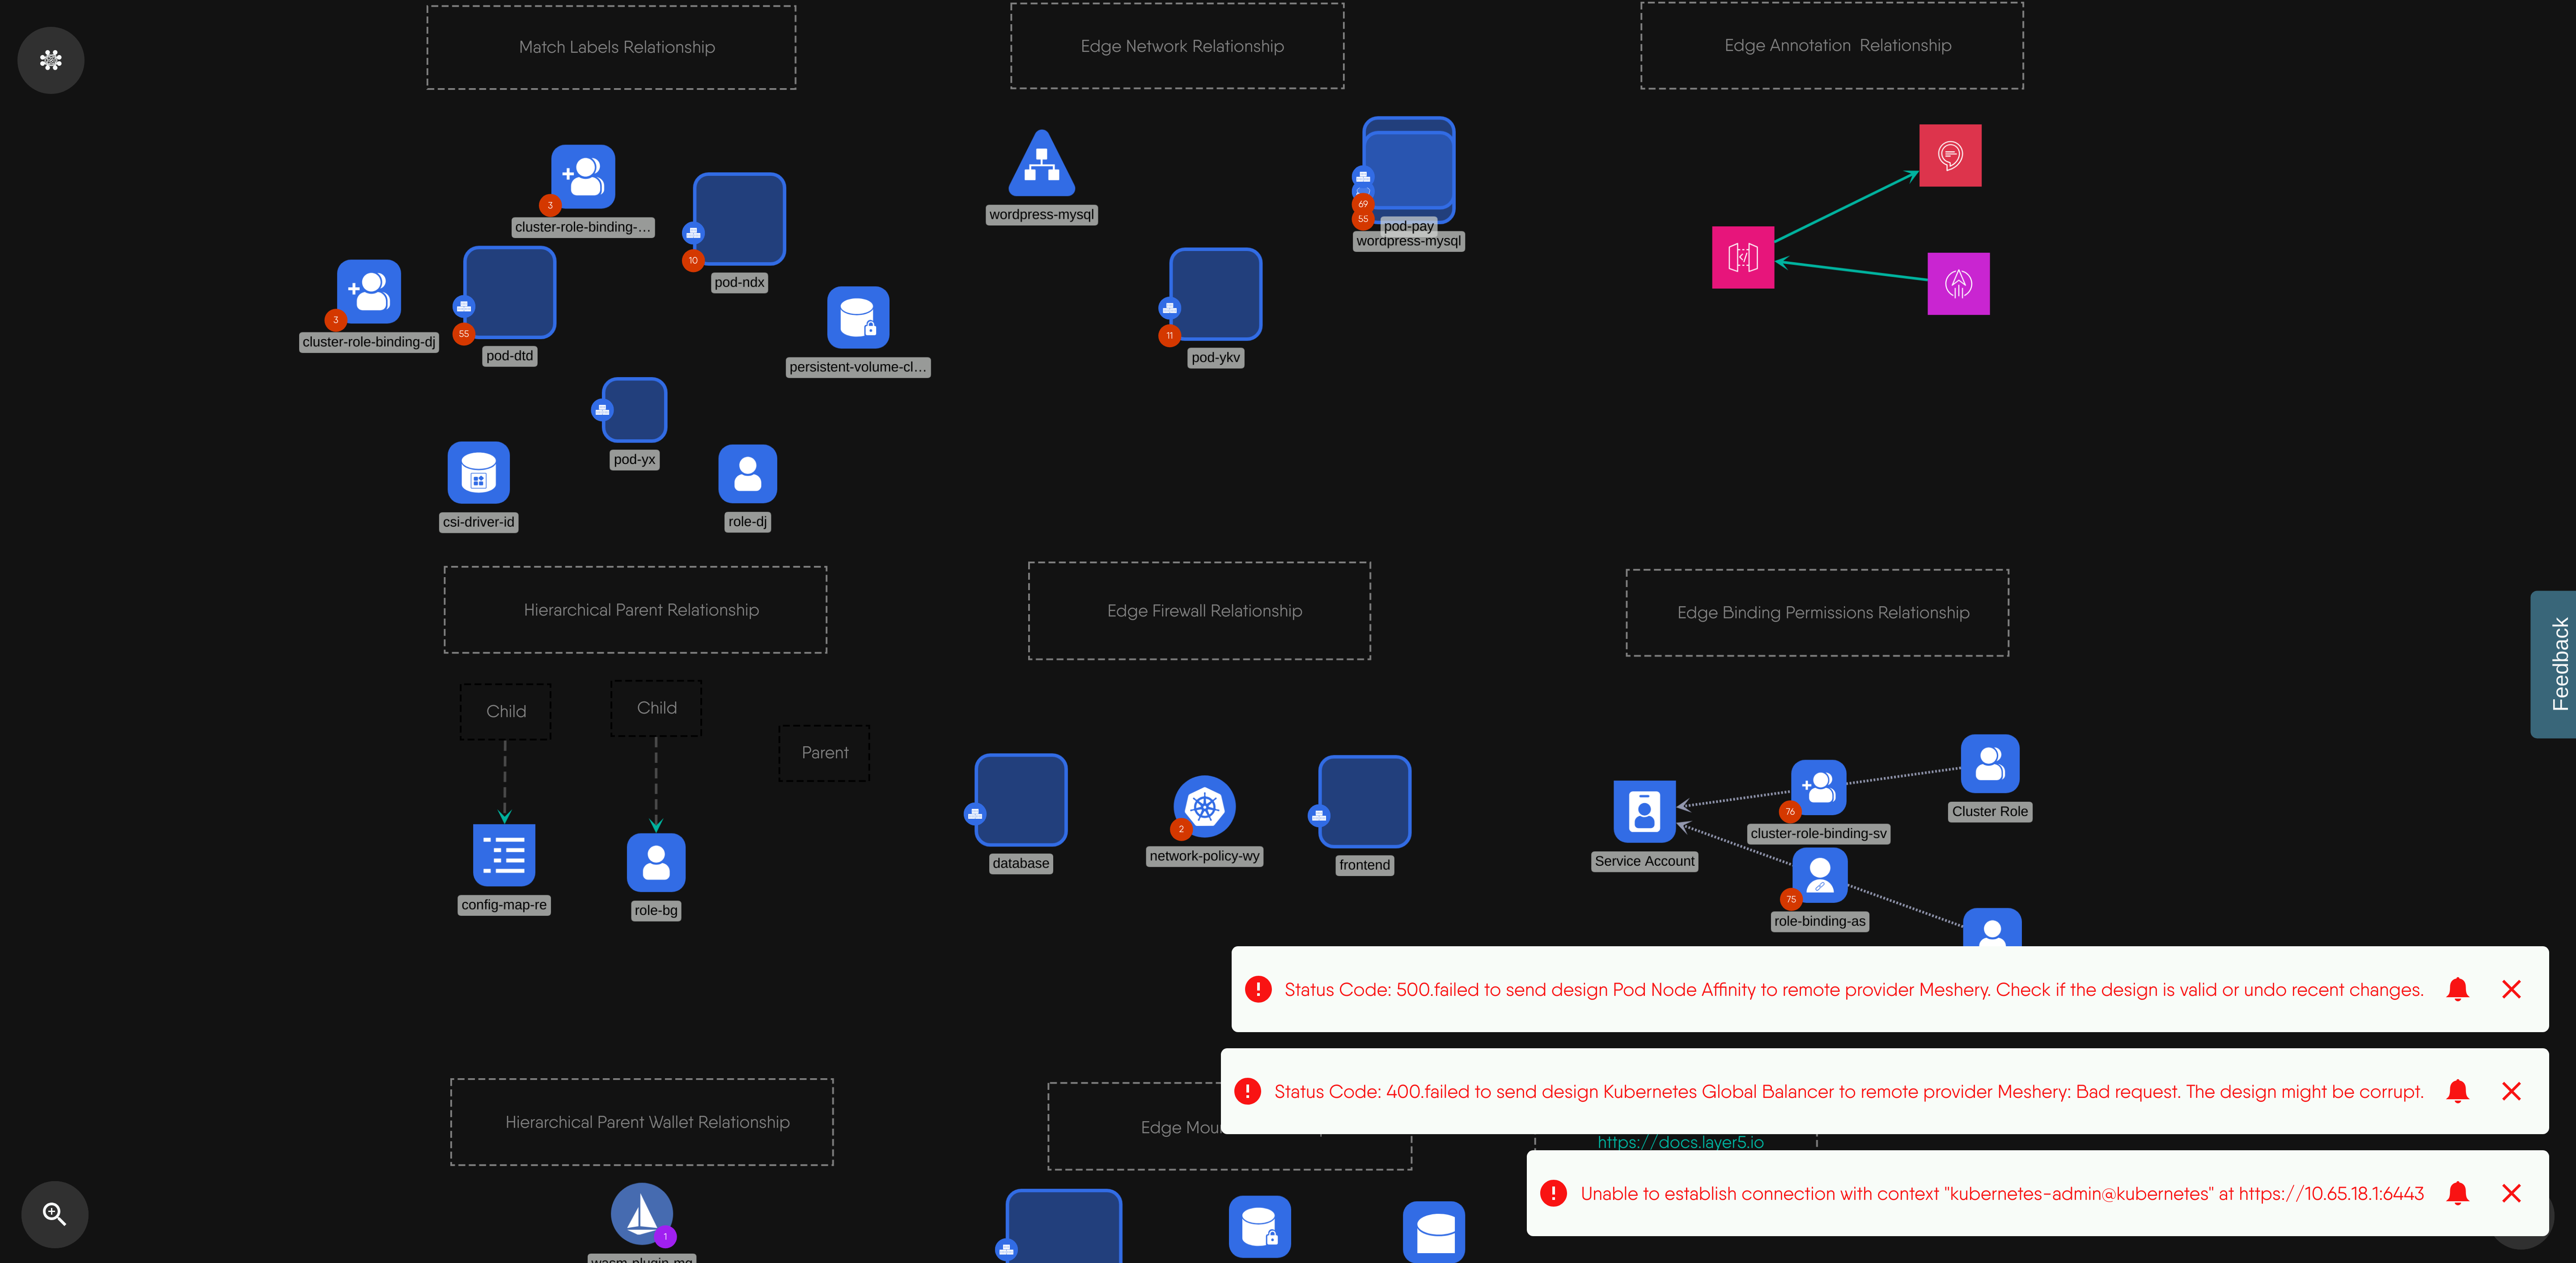 Match Labels Relationship
Edge Network Relationship
Edge Annotation Relationship
3
cluster-role-binding-...
10
pod-ndx
3
cluster-role-binding-dj
55
pod-dtd
persistent-volume-cl...
pod-yx
csi-driver-id
role-dj
wordpress-mysql
69
55
pod-pay
wordpress-mysql
11
pod-ykv
Hierarchical Parent Relationship
Edge Firewall Relationship
Edge Binding Permissions Relationship
Feedback
Child
Child
Parent
config-map-re
role-bg
database
2
network-policy-wy
frontend
Service Account
76
cluster-role-binding-sv
Cluster Role
75
role-binding-as
Status Code: 500.failed to send design Pod Node Affinity to remote provider Meshery. Check if the design is valid or undo recent changes.
Status Code: 400.failed to send design Kubernetes Global Balancer to remote provider Meshery: Bad request. The design might be corrupt.
Hierarchical Parent Wallet Relationship
Edge Mou
https://docs.layer5.io
Unable to establish connection with context "kubernetes-admin@kubernetes" at https://10.65.18.1:6443
1